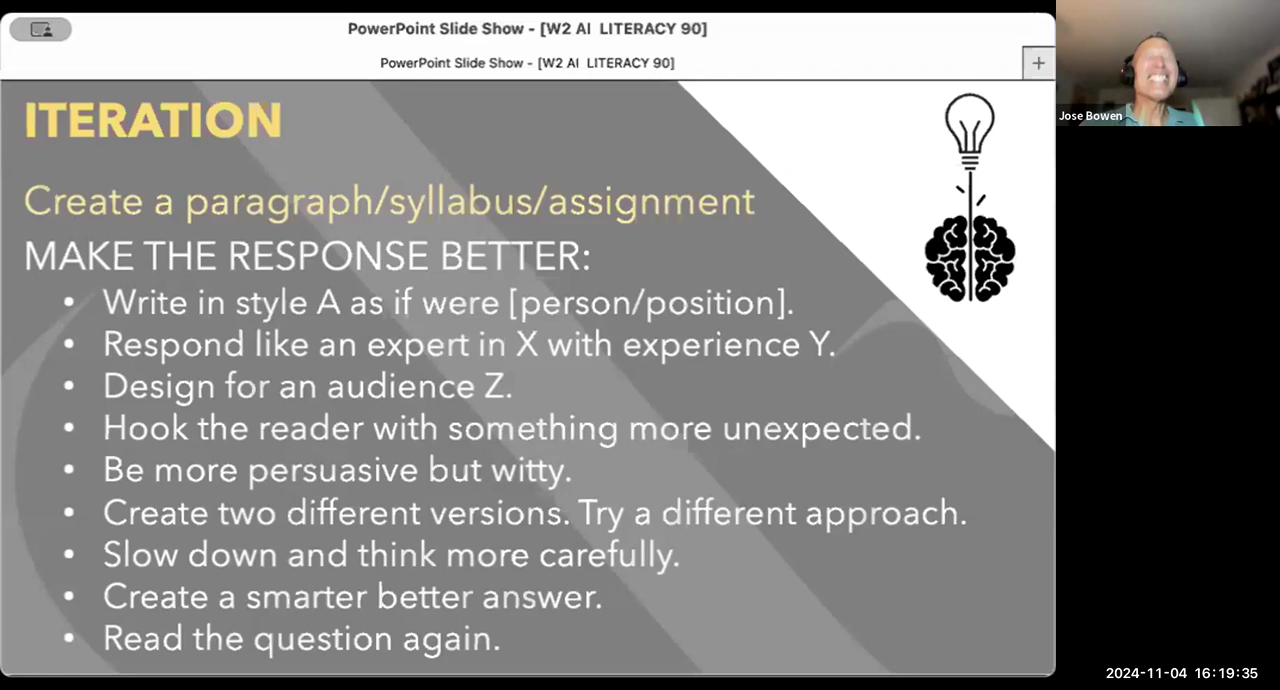 PowerPoint Slide Show - [W2 AI  LITERACY 90]
PowerPoint Slide Show - [W2 AI  LITERACY 90]
ITERATION
Create a paragraph/syllabus/assignment
MAKE THE RESPONSE BETTER:
• Write in style A as if were [person/position].
• Respond like an expert in X with experience Y.
• Design for an audience Z.
• Hook the reader with something more unexpected.
• Be more persuasive but witty.
• Create two different versions. Try a different approach.
• Slow down and think more carefully.
• Create a smarter better answer.
• Read the question again.
Jose Bowen
2024-11-04 16:19:35